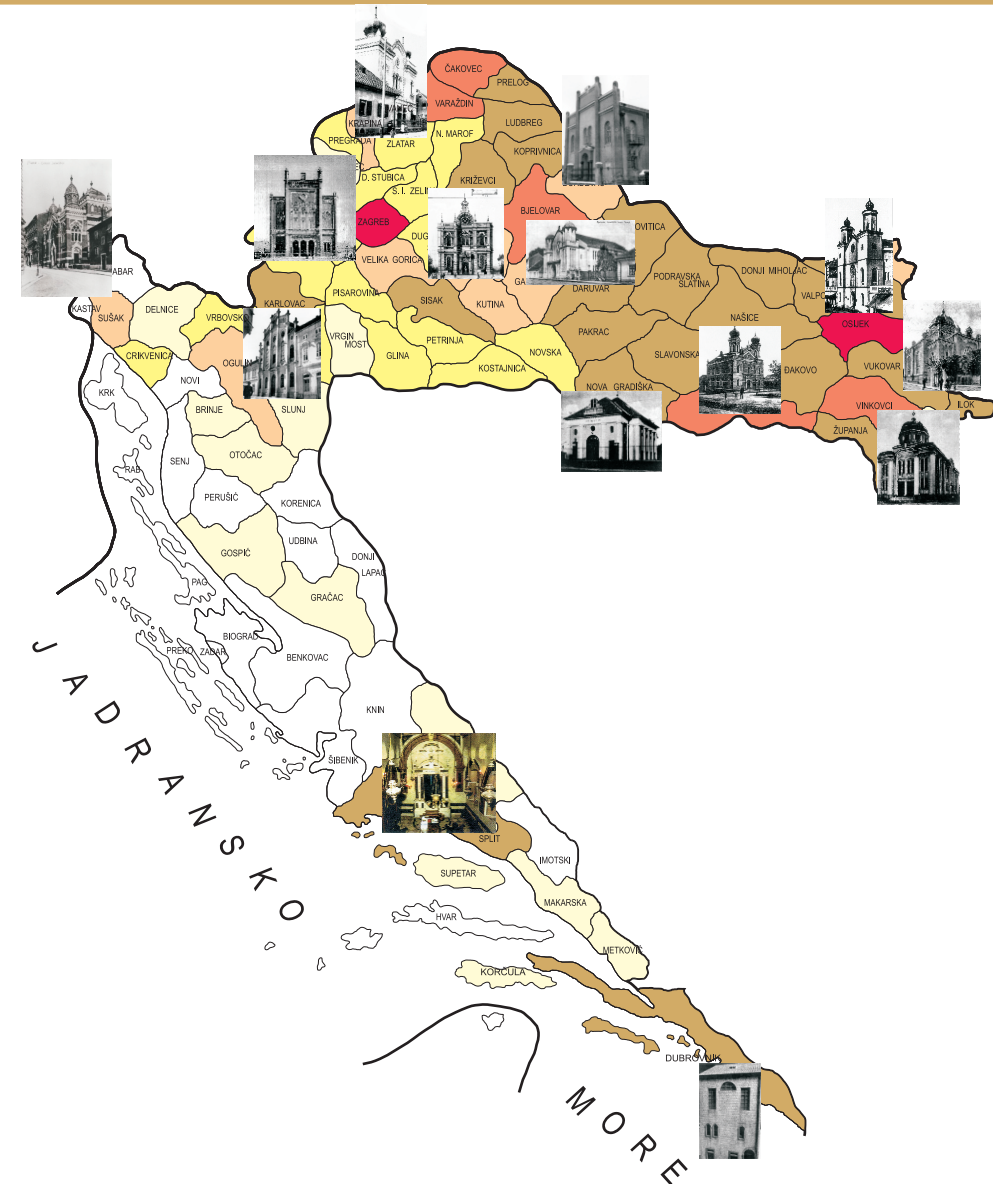 ČAKOVEC
PRELOG
VARAŽDIN
LUDBREG
KRAPINA
PREGRADA
ZLATAR
N. MAROF
KOPRIVNICA
D. STUBICA
KRIŽEVCI
S. I. ZELI
ZAGREB
DUG
BJELOVAR
OVITICA
VELIKA GORICA
ABAR
KASTAV
SUŠAK
DELNICE
VRBOVSKO
KARLOVAC
PISAROVINA
SISAK
KUTINA
GA
DARUVAR
PODRAVSKA
SLATINA
DONJI MIHOLJAC
VALPO
OSIJEK
NAŠICE
VRGIN
MOST
GLINA
PETRINJA
NOVSKA
KOSTAJNICA
PAKRAC
SLAVONSKA
NOVA GRADIŠKA
ĐAKOVO
VUKOVAR
VINKOVCI
ILOK
ŽUPANJA
CRIKVENICA
OGULIN
KRK
NOVI
BRINJE
SLUNJ
RAB
SENJ
OTOČAC
PERUŠIĆ
KORENICA
GOSPIĆ
UDBINA
DONJI
LAPAC
PAG
GRAČAC
BIOGRAD
PREKO
ZADAR
BENKOVAC
KNIN
ŠIBENIK
SPLIT
IMOTSKI
SUPETAR
MAKARSKA
HVAR
METKOVIĆ
KORČULA
DUBROVNIK
JADRANSKO
MORE